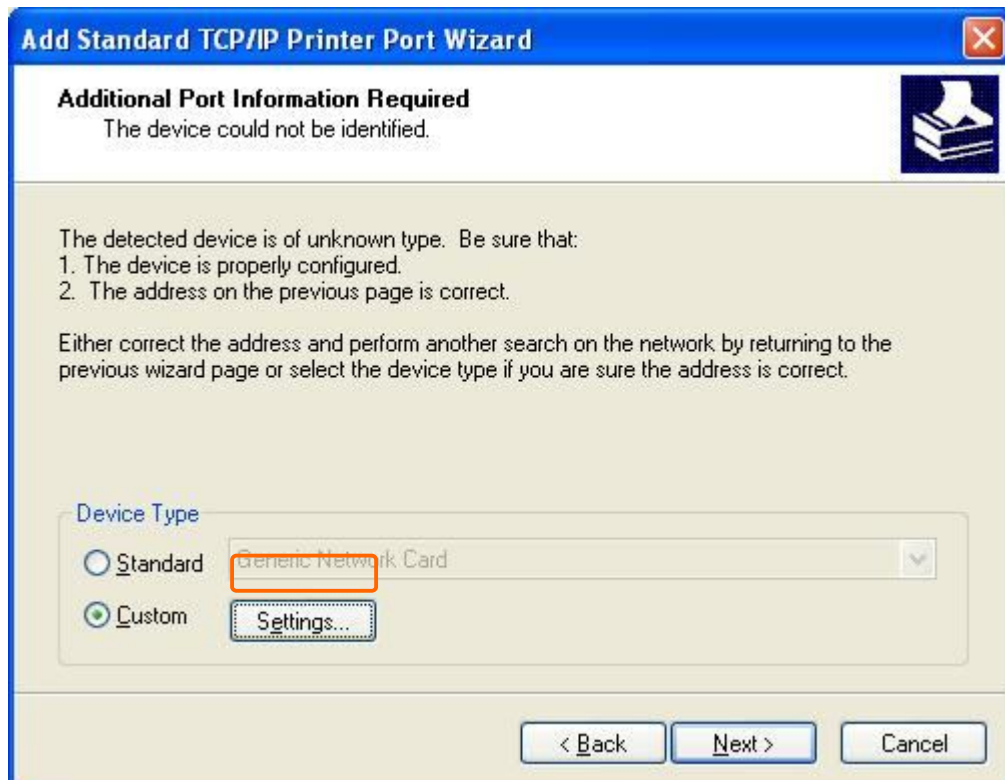 Add Standard TCP/IP Printer Port Wizard
Additional Port Information Required
The device could not be identified.
The detected device is of unknown type.  Be sure that:
1. The device is properly configured.
2.  The address on the previous page is correct.
Either correct the address and perform another search on the network by returning to the
previous wizard page or select the device type if you are sure the address is correct.
Device Type
Standard
Generic Network Card
Custom
Settings...
< Back
Next >
Cancel